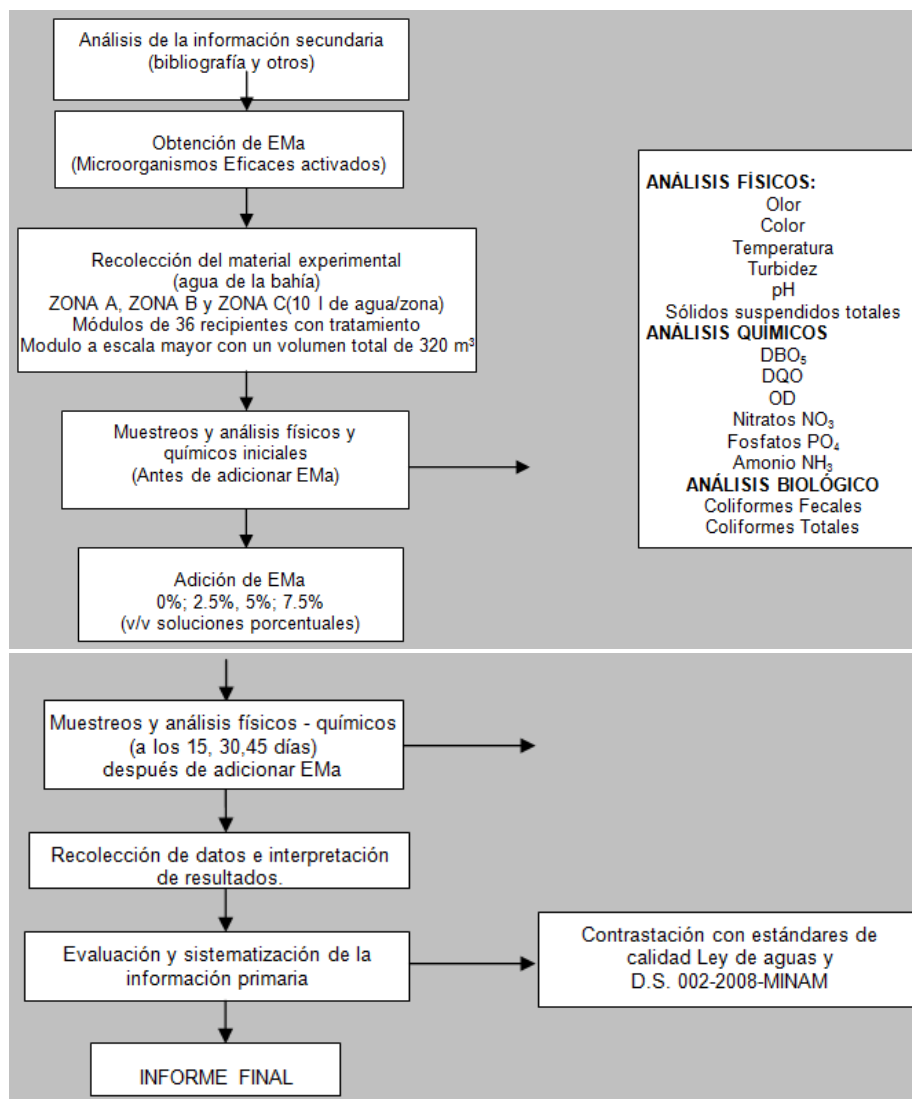 Análisis de la información secundaria
(bibliografía y otros)
Obtención de EMa
(Microorganismos Eficaces activados)
Recolección del material experimental
(agua de la bahía)
ZONA A, ZONA B y ZONA C(10 l de agua/zona)
Módulos de 36 recipientes con tratamiento
Modulo a escala mayor con un volumen total de 320 m³
Muestreos y análisis físicos y
químicos iniciales
(Antes de adicionar EMa)
ANÁLISIS FÍSICOS:
Olor
Color
Temperatura
Turbidez
pH
Sólidos suspendidos totales
ANÁLISIS QUÍMICOS
DBO₅
DQO
OD
Nitratos NO₃
Fosfatos PO₄
Amonio NH₃
ANÁLISIS BIOLÓGICO
Coliformes Fecales
Coliformes Totales
Adición de EMa
0%; 2.5%, 5%; 7.5%
(v/v soluciones porcentuales)
Muestreos y análisis físicos - químicos
(a los 15, 30,45 días)
después de adicionar EMa
Recolección de datos e interpretación
de resultados.
Evaluación y sistematización de la
información primaria
Contrastación con estándares de
calidad Ley de aguas y
D.S. 002-2008-MINAM
INFORME FINAL